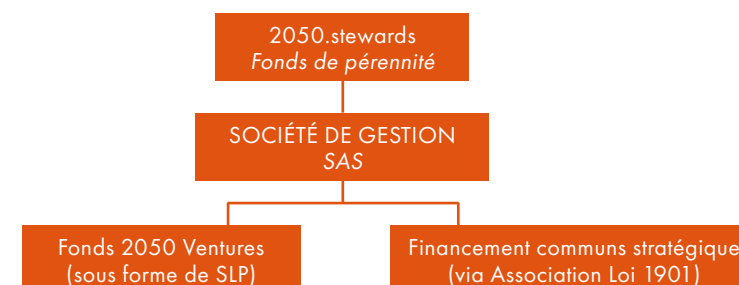 2050.stewards
Fonds de pérennité
SOCIÉTÉ DE GESTION
SAS
Fonds 2050 Ventures
(sous forme de SLP)
Financement communs stratégique
(via Association Loi 1901)